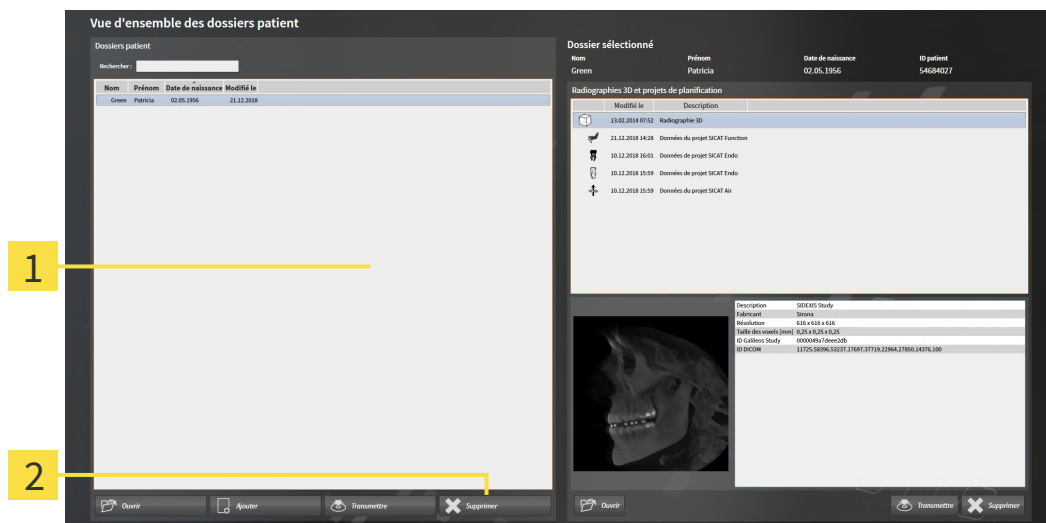 Vue d'ensemble des dossiers patient
Dossiers patient
Rechercher :
Nom Prénom Date de naissance Modifié le
Green Patricia 02.05.1956 21.12.2018
1
2
Ouvrir Ajouter Transmettre Supprimer
Dossier sélectionné
Nom Prénom Date de naissance ID patient
Green Patricia 02.05.1956 54684027
Radiographies 3D et projets de planification
Modifié le Description
13.02.2014 07:52 Radiographie 3D
21.12.2018 14:28 Données du projet SICAT Function
10.12.2018 16:01 Données de projet SICAT Endo
10.12.2018 15:59 Données de projet SICAT Endo
10.12.2018 15:59 Données du projet SICAT Air
Description SIDEXIS Study
Fabricant Sirona
Résolution 616 x 616 x 616
Taille des voxels [mm] 0,25 x 0,25 x 0,25
ID Galileos Study 0000049a7deee2db
ID DICOM 11725.58396.53237.17697.37719.22964.27850.14376.100
Ouvrir Transmettre Supprimer